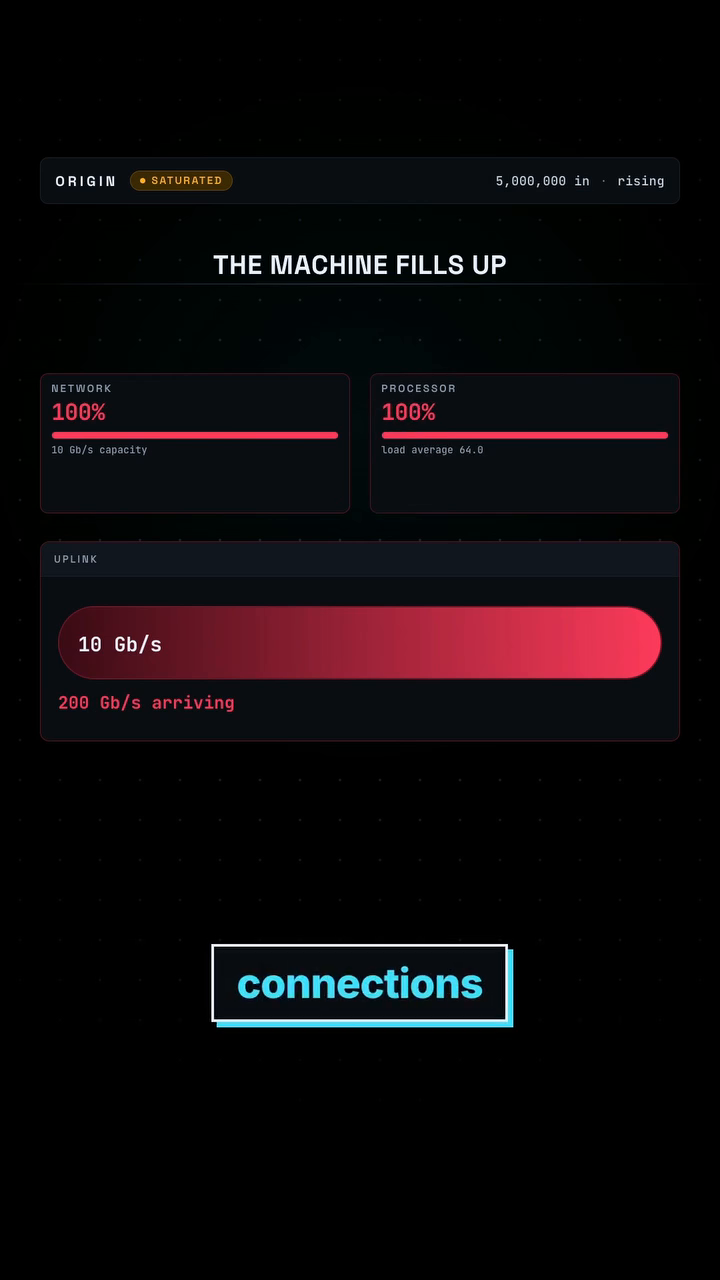 ORIGIN SATURATED 5,000,000 in · rising
THE MACHINE FILLS UP
NETWORK PROCESSOR
100% 100%
10 Gb/s capacity load average 64.0
UPLINK
10 Gb/s
200 Gb/s arriving
connections